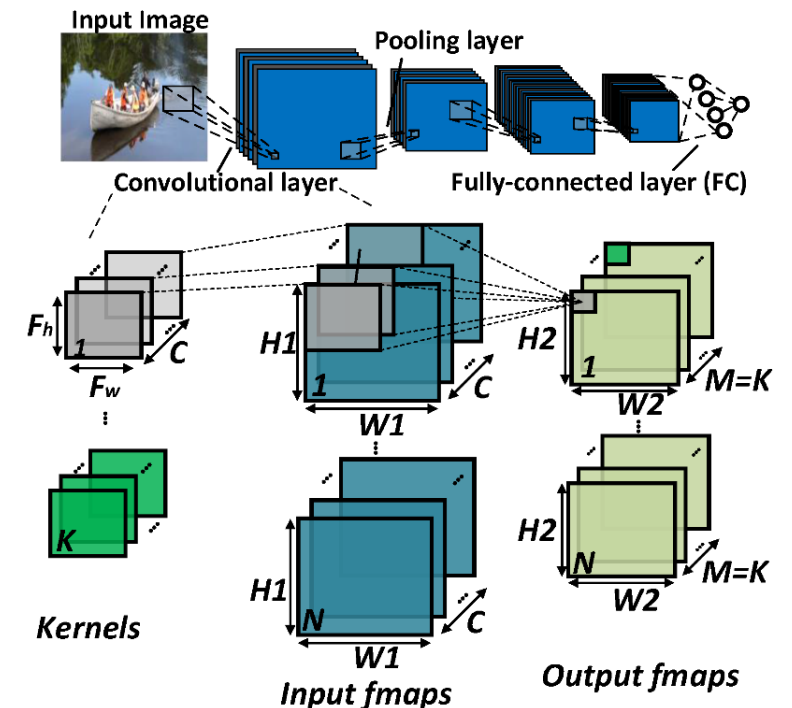 Input Image
Pooling layer
Convolutional layer
Fully-connected layer (FC)
Fh
1
Fw
C
H1
1
W1
C
H2
1
W2
M=K
K
H1
N
W1
C
H2
N
W2
M=K
Kernels
Input fmaps
Output fmaps